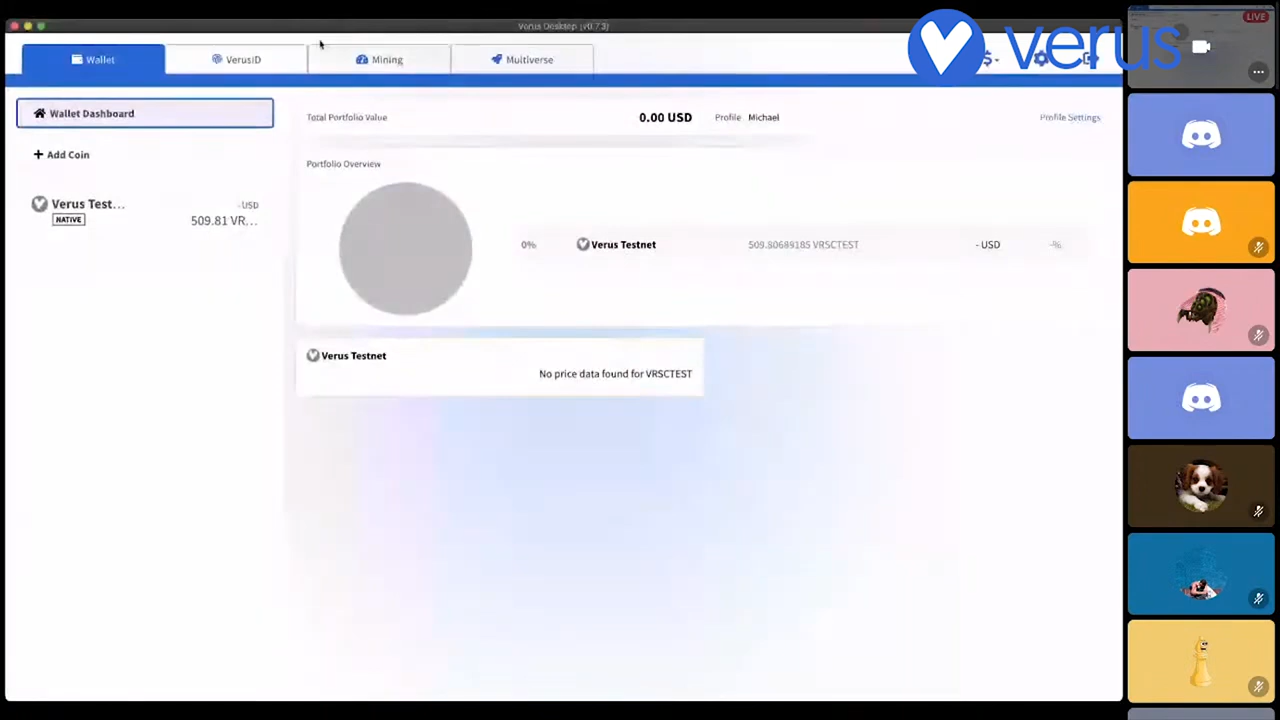 Verus Desktop (v0.7.3)
LIVE
verus
Wallet
VerusID
Mining
Multiverse
$
Wallet Dashboard
Total Portfolio Value
0.00 USD
Profile Michael
Profile Settings
Add Coin
Portfolio Overview
Verus Test...
- USD
NATIVE
509.81 VR...
0%
Verus Testnet
509.80689185 VRSCTEST
- USD
-%
Verus Testnet
No price data found for VRSCTEST